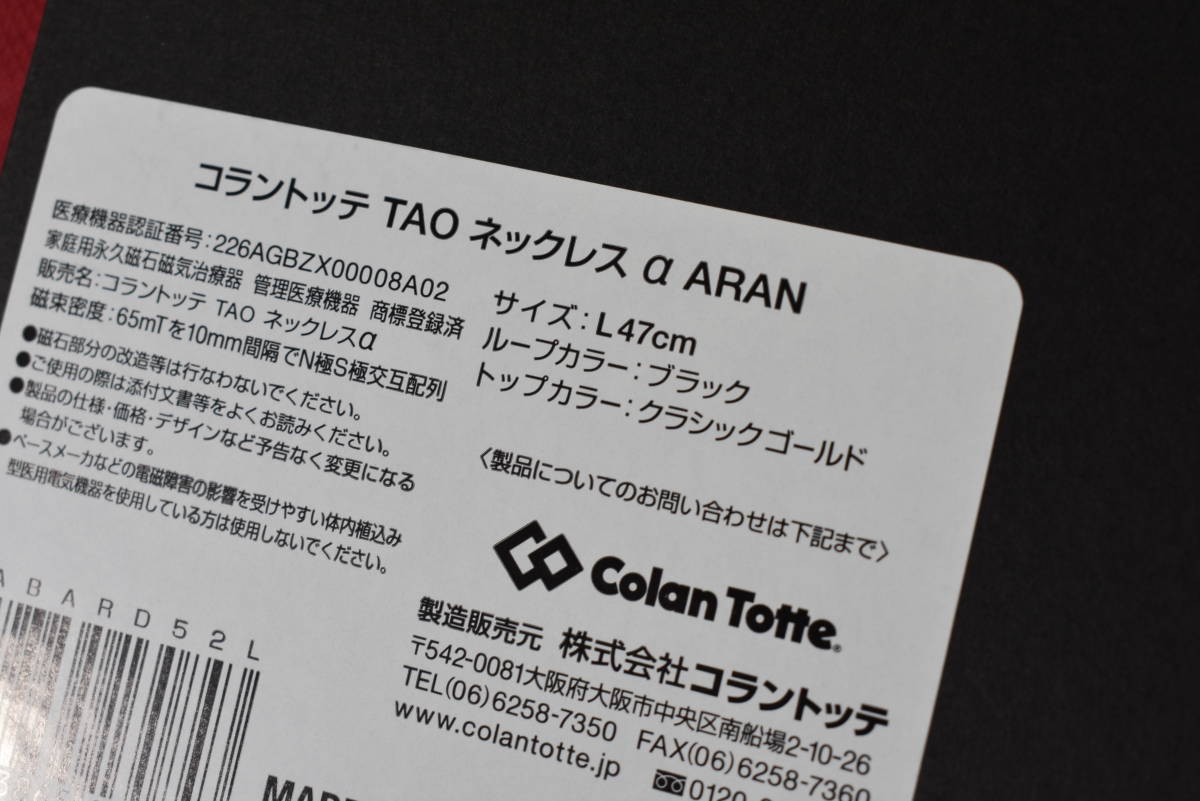 コラントッテ TAO ネックレス α ARAN
医療機器認証番号:226AGBZX00008A02
家庭用永久磁石磁気治療器 管理医療機器 商標登録済
販売名:コラントッテ TAO ネックレスα
磁束密度:65mTを10mm間隔でN極S極交互配列
●磁石部分の改造等は行なわないでください。
●ご使用の際は添付文書等をよくお読みください。
●製品の仕様・価格・デザインなど予告なく変更になる
場合がございます。
●ペースメーカなどの電磁障害の影響を受けやすい体内植込み
型医用電気機器を使用している方は使用しないでください。
ABARD52L
サイズ:L 47cm
ループカラー:ブラック
トップカラー:クラシックゴールド
〈製品についてのお問い合わせは下記まで〉
Colan Totte®
製造販売元 株式会社コラントッテ
〒542-0081大阪府大阪市中央区南船場2-10-26
TEL(06)6258-7350 FAX(06)6258-7360
www.colantotte.jp
0120